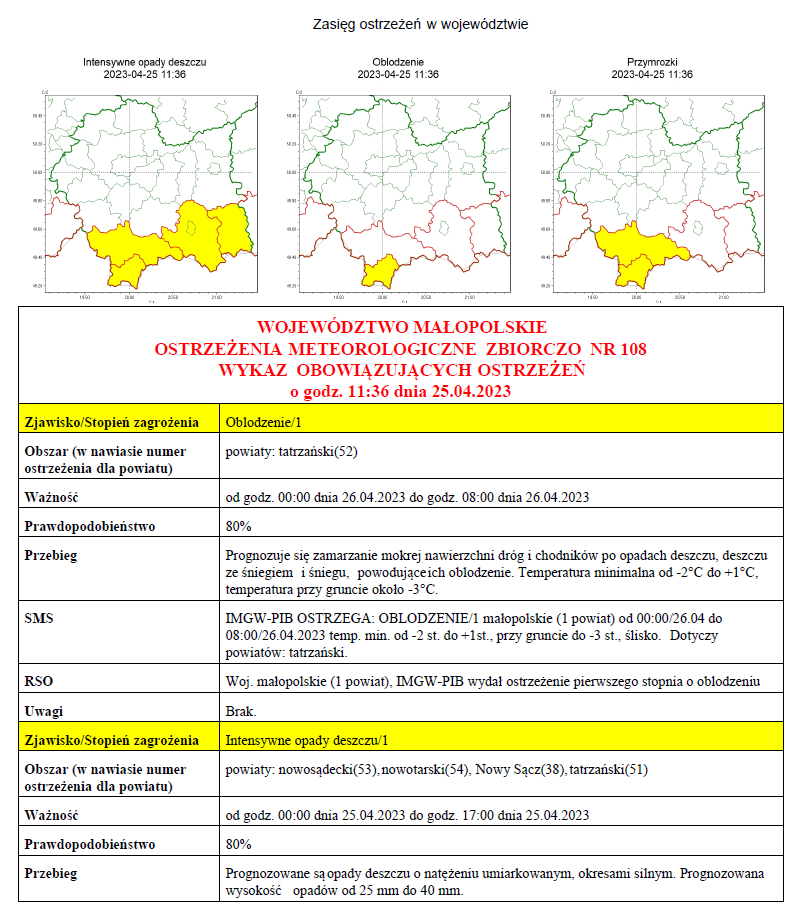 Zasięg ostrzeżeń w województwie
Intensywne opady deszczu
2023-04-25 11:36
Oblodzenie
2023-04-25 11:36
Przymrozki
2023-04-25 11:36
WOJEWÓDZTWO MAŁOPOLSKIE
OSTRZEŻENIA METEOROLOGICZNE ZBIORCZO NR 108
WYKAZ OBOWIĄZUJĄCYCH OSTRZEŻEŃ
o godz. 11:36 dnia 25.04.2023
Zjawisko/Stopień zagrożenia Oblodzenie/1
Obszar (w nawiasie numer ostrzeżenia dla powiatu) powiaty: tatrzański(52)
Ważność od godz. 00:00 dnia 26.04.2023 do godz. 08:00 dnia 26.04.2023
Prawdopodobieństwo 80%
Przebieg Prognozuje się zamarzanie mokrej nawierzchni dróg i chodników po opadach deszczu, deszczu
ze śniegiem i śniegu, powodujące ich oblodzenie. Temperatura minimalna od -2°C do +1°C,
temperatura przy gruncie około -3°C.
SMS IMGW-PIB OSTRZEGA: OBLODZENIE/1 małopolskie (1 powiat) od 00:00/26.04 do
08:00/26.04.2023 temp. min. od -2 st. do +1st., przy gruncie do -3 st., ślisko. Dotyczy
powiatów: tatrzański.
RSO Woj. małopolskie (1 powiat), IMGW-PIB wydał ostrzeżenie pierwszego stopnia o oblodzeniu
Uwagi Brak.
Zjawisko/Stopień zagrożenia Intensywne opady deszczu/1
Obszar (w nawiasie numer ostrzeżenia dla powiatu) powiaty: nowosądecki(53), nowotarski(54), Nowy Sącz(38), tatrzański(51)
Ważność od godz. 00:00 dnia 25.04.2023 do godz. 17:00 dnia 25.04.2023
Prawdopodobieństwo 80%
Przebieg Prognozowane są opady deszczu o natężeniu umiarkowanym, okresami silnym. Prognozowana
wysokość opadów od 25 mm do 40 mm.